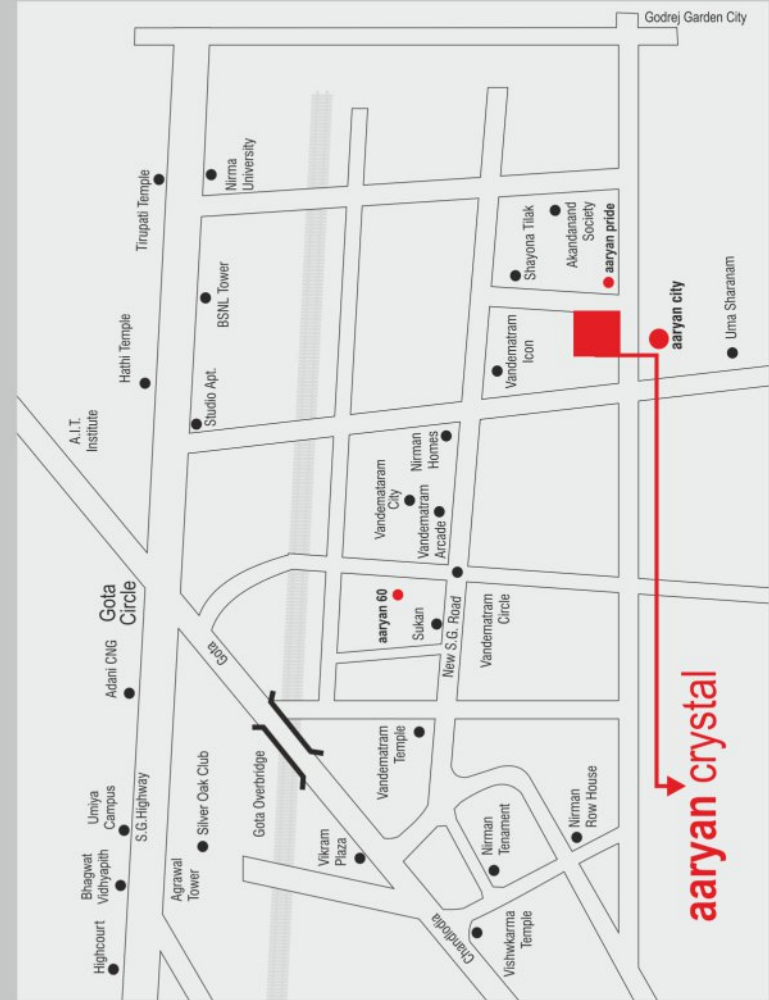 Godrej Garden City
Tirupati Temple
Nirma
University
Hathi Temple
BSNL Tower
Studio Apt.
A.I.T.
Institute
Shayona Tilak
Akandanand
Society
aaryan pride
Vandematram
Icon
aaryan city
Uma Sharanam
Nirman
Homes
Vandemataram
City
Vandematram
Arcade
Gota
Circle
Adani CNG
Gota
aaryan 60
Sukan
New S.G. Road
Vandematram
Circle
Umiya
Campus
S.G.Highway
Silver Oak Club
Gota Overbridge
Vandematram
Temple
Bhagwat
Vidhyapith
Agrawal
Tower
Vikram
Plaza
Nirman
Tenament
Nirman
Row House
Highcourt
Chandlodia
Vishwkarma
Temple
aaryan crystal